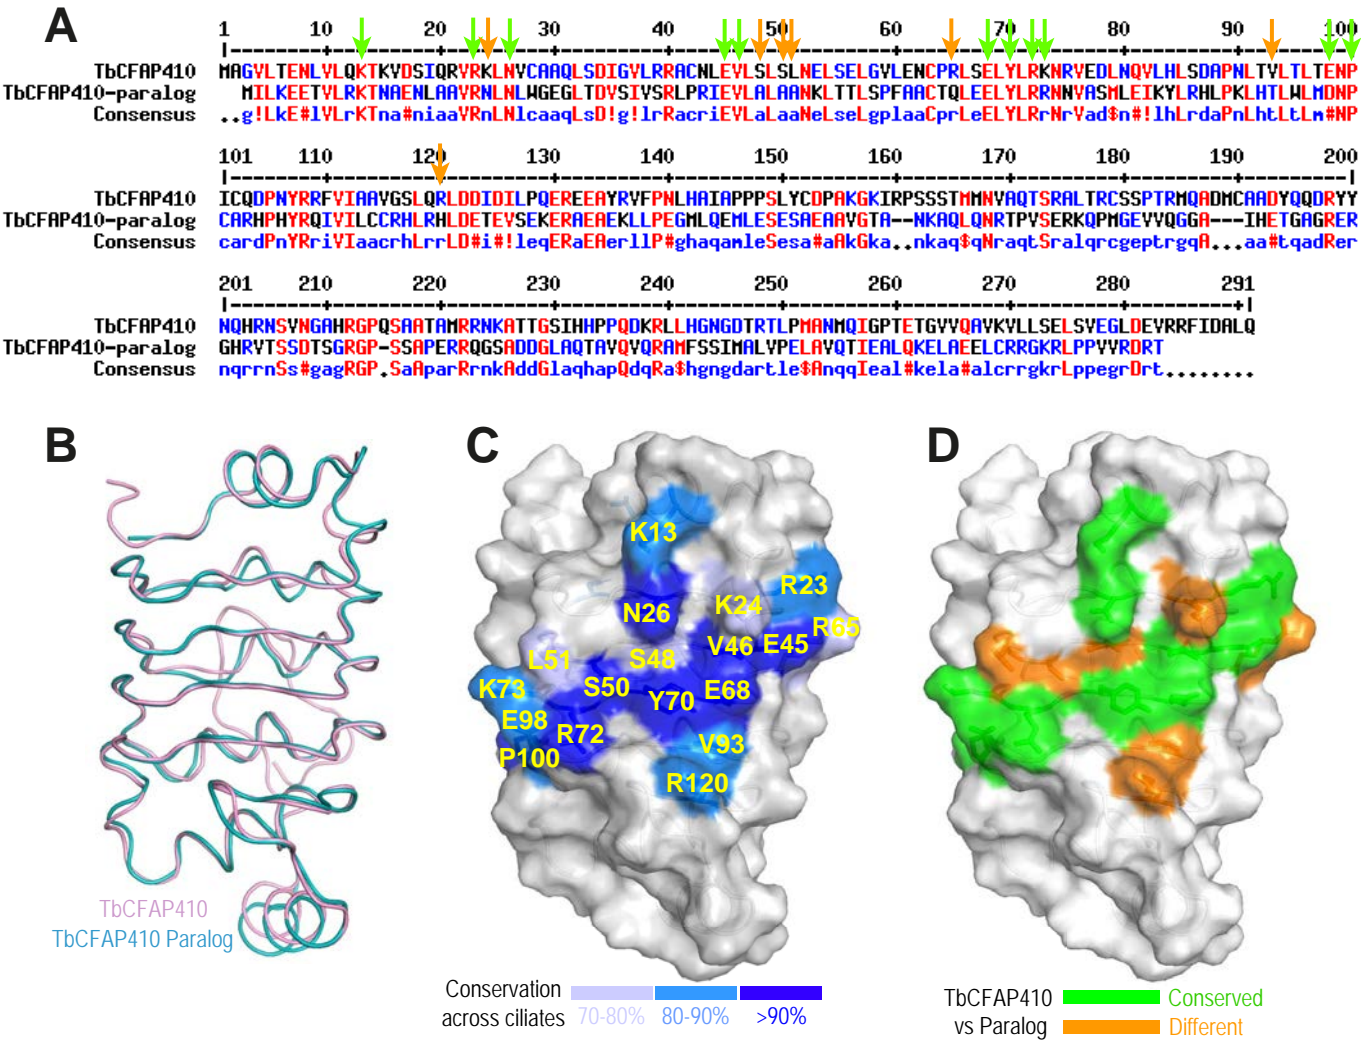 A
1 10 20 30 40 50 60 70 80 90 100
TbCFAP410 MAGVLTENLVLQKTKVDSIQRVRKLNVCAAQLSDIGVLRRACNLEVLSLSLNELSELGVLENCPRLSELYLRKNRVEDLNQVLHLSDAPNLTVLTLTENP
TbCFAP410-paralog MILKEETVLRKTNAENLAAVRNLNLWGEGLTDVSIVSRLPRIEVLALAANKLTTLSPFAACTQLEELYLRRNNVASMLEIKYLRHLPKLHTLWLMDNP
Consensus ..g!LkE#lVLrKTna#niaaVRnLNlcaaqLsD!g!lrRacriEVLaLaaNeLseLgplaaCprLeELYLRrNrVad$n#!lhLrdaPnLhtLtLm#NP
101 110 120 130 140 150 160 170 180 190 200
TbCFAP410 ICQDPNYRRFVIAAVGSLQRLDDIDILPQEREEAYRVFPNLHAIAPPPSLYCDPAKGKIRPSSSTMMNVAQTSRALTRCSSPTRMQADMCAADYQQDRYY
TbCFAP410-paralog CARHPHYRQIVILCCRHLRHLDETEVSEKERAEAEKLLPEGMLQEMLESESAEAAVGTA--NKAQLQNRTPVSERKQPMGEVVQGGA---IHETGAGRER
Consensus cardPnYRriVIaacrhLrrLD#i#!leqERaEAerllP#ghaqamleSesa#aAkGka..nkaq$qNraqtSralqrcgeptrgqA...aa#tqadRer
201 210 220 230 240 250 260 270 280 291
TbCFAP410 NQHRNSVNGAHRGPQSAATAMRRNKATTGSIHHPPQDKRLLHGNGDTRTLPMANMQIGPTETGVVQAVKVLLSELSVEGLDEVRRFIDALQ
TbCFAP410-paralog GHRVTSSDTSGRGP-SSAPERRQGSADDGLAQTAVQVQRAMFSSIMALVPELAVQTIEALQKELAEELCRRGKRLPPVVRDRT
Consensus nqrrnSs#gagRGP.SaAparRrnkAddGlaqhapQdqRa$hgngdartle$AnqqIeal#kela#alcrrgkrLppegrDrt........
B
TbCFAP410
TbCFAP410 Paralog
C
K13
R23
K24
N26
R65
V46 E45
L51 S48
K73 S50 Y70 E68
E98
R72
V93
P100
R120
Conservation
across ciliates
70-80% 80-90% >90%
D
TbCFAP410
vs Paralog
Conserved
Different